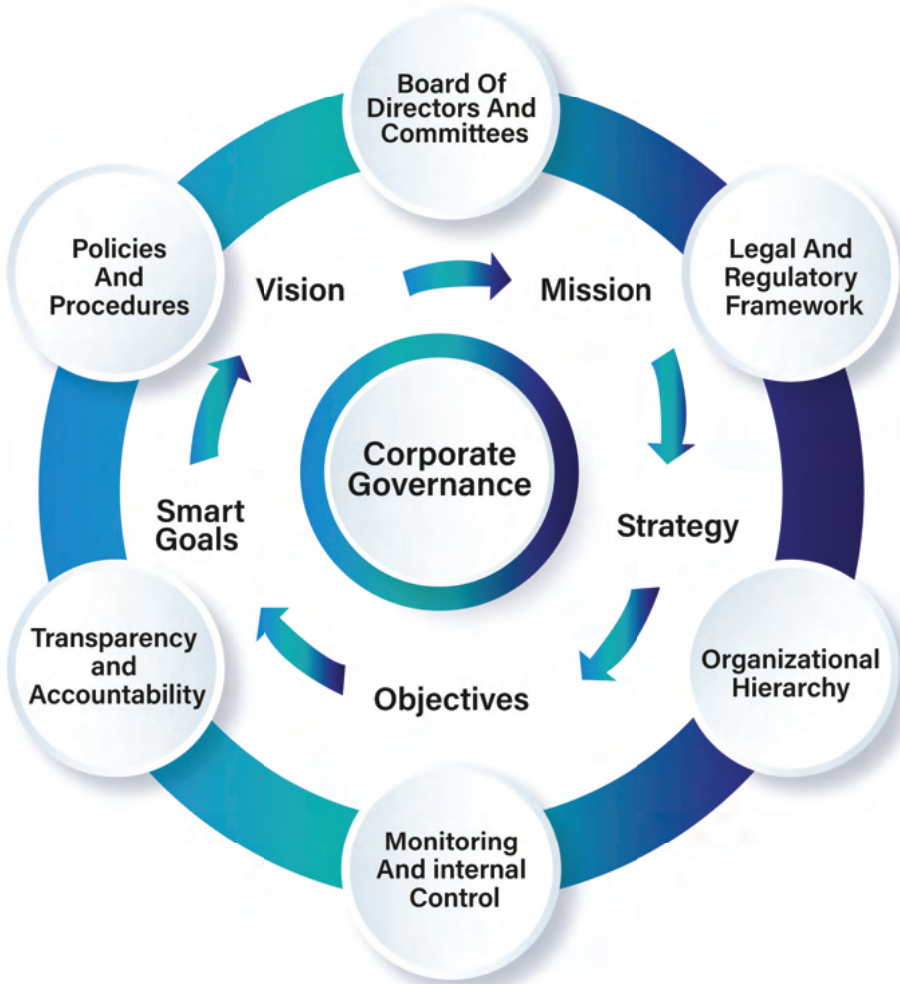 Board Of
Directors And
Committees
Policies
And
Procedures
Legal And
Regulatory
Framework
Vision
Mission
Corporate
Governance
Smart
Goals
Strategy
Transparency
and
Accountability
Organizational
Hierarchy
Objectives
Monitoring
And internal
Control